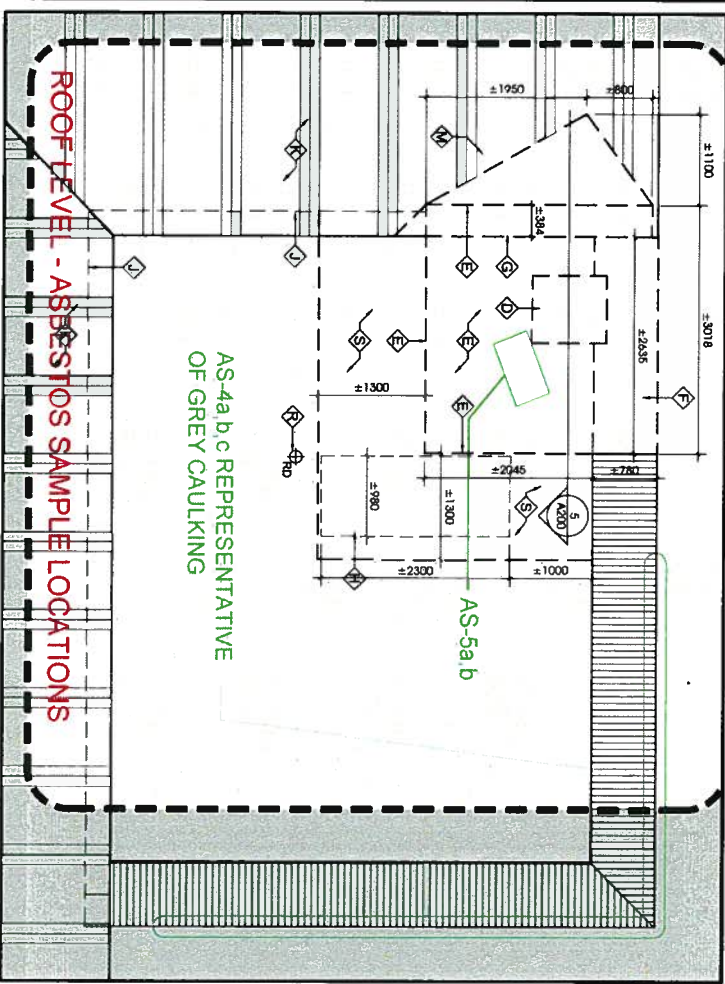 ROOF LEVEL - ASBESTOS SAMPLE LOCATIONS
AS-4a,b,c REPRESENTATIVE
OF GREY CAULKING
AS-5a,b
±1950
±800
±1100
±384
±3018
±2635
±1300
±2045
±780
±980
±1300
±2300
±1000
K
M
J
J
K
E
G
D
E
E
E
F
S
S
R
RD
H
5
A200